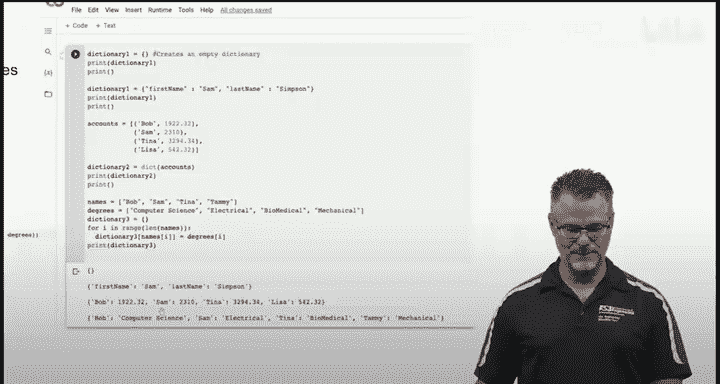 File Edit View Insert Runtime Tools Help All changes saved
+ Code + Text
es
{x}
dictionary1 = {} #Creates an empty dictionary
print(dictionary1)
print()
dictionary1 = {"firstName" : "Sam", "lastName" : "Simpson"}
print(dictionary1)
print()
accounts = [('Bob', 1922.32),
('Sam', 2310),
('Tina', 3294.34),
('Lisa', 542.32)]
dictionary2 = dict(accounts)
print(dictionary2)
print()
names = ["Bob", "Sam", "Tina", "Tammy"]
degrees = ["Computer Science", "Electrical", "BioMedical", "Mechanical"]
dictionary3 = {}
for i in range(len(names)):
dictionary3[names[i]] = degrees[i]
print(dictionary3)
degrees);
{}
{'firstName': 'Sam', 'lastName': 'Simpson'}
{'Bob': 1922.32, 'Sam': 2310, 'Tina': 3294.34, 'Lisa': 542.32}
{'Bob': 'Computer Science', 'Sam': 'Electrical', 'Tina': 'BioMedical', 'Tammy': 'Mechanical'}